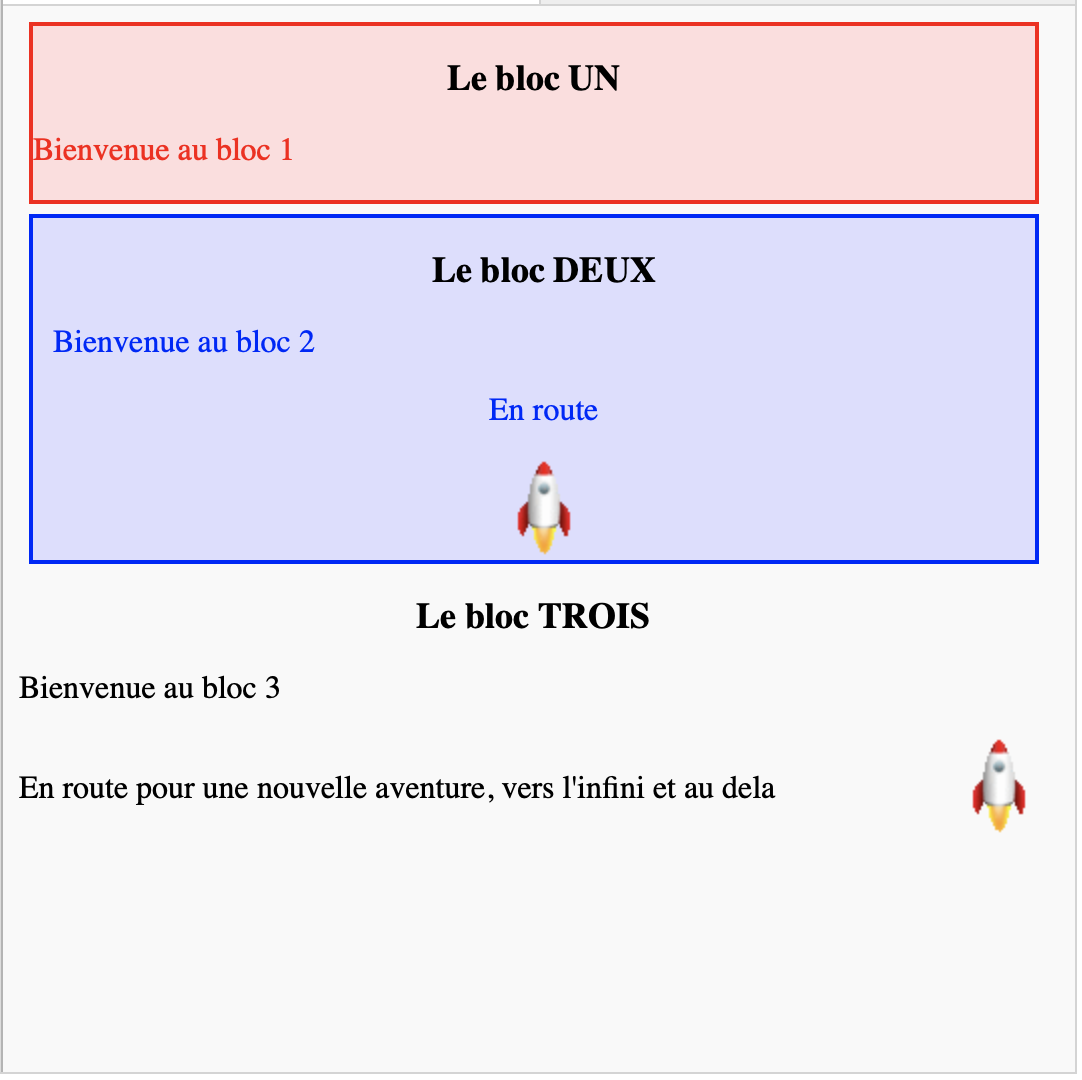 Le bloc UN
Bienvenue au bloc 1
Le bloc DEUX
Bienvenue au bloc 2
En route
Le bloc TROIS
Bienvenue au bloc 3
En route pour une nouvelle aventure, vers l'infini et au dela